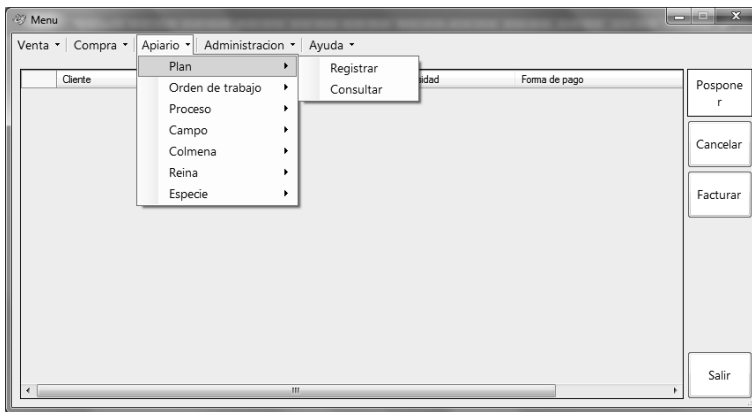 Menu
Venta Compra Apiario Administracion Ayuda
Plan
Orden de trabajo
Proceso
Campo
Colmena
Reina
Especie
Registrar
Consultar
Cliente Forma de pago
Pospone
r
Cancelar
Facturar
Salir